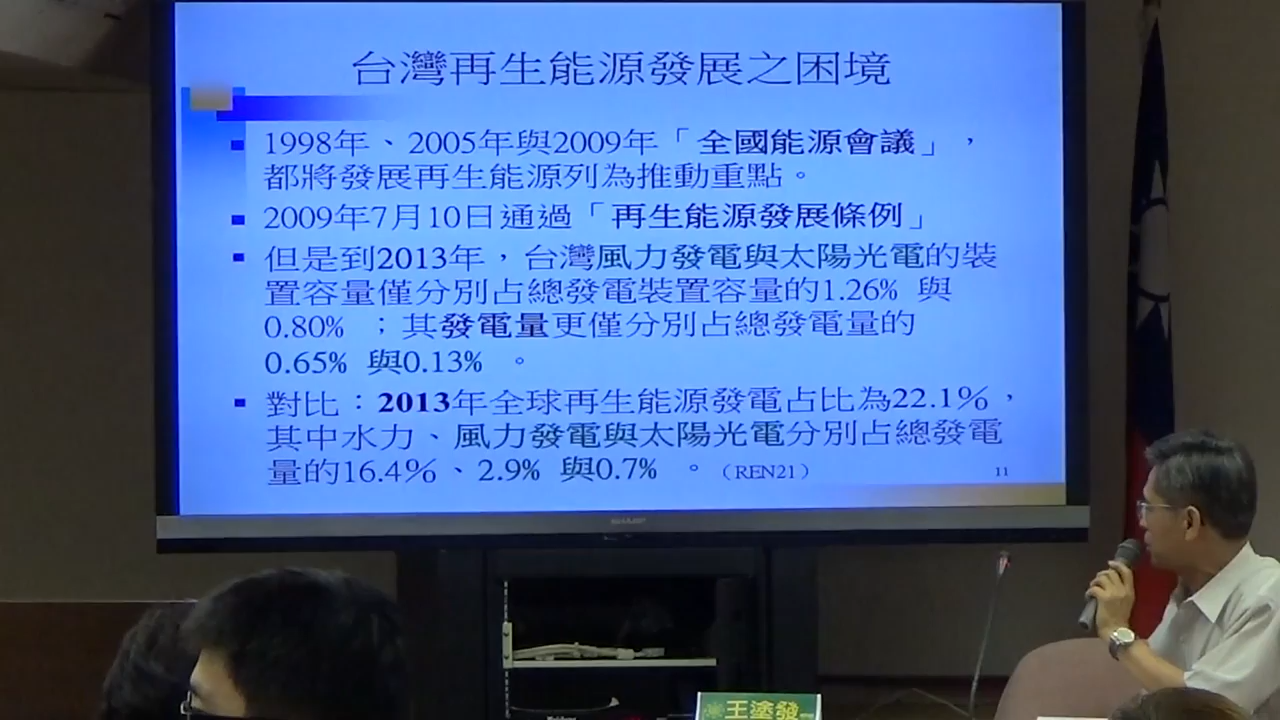 台灣再生能源發展之困境
1998年、2005年與2009年「全國能源會議」，
都將發展再生能源列為推動重點。
2009年7月10日通過「再生能源發展條例」
但是到2013年，台灣風力發電與太陽光電的裝
置容量僅分別占總發電裝置容量的1.26% 與
0.80% ；其發電量更僅分別占總發電量的
0.65% 與0.13% 。
對比：2013年全球再生能源發電占比為22.1%，
其中水力、風力發電與太陽光電分別占總發電
量的16.4%、2.9% 與0.7% 。（REN21）
11
SHARP
王塗發